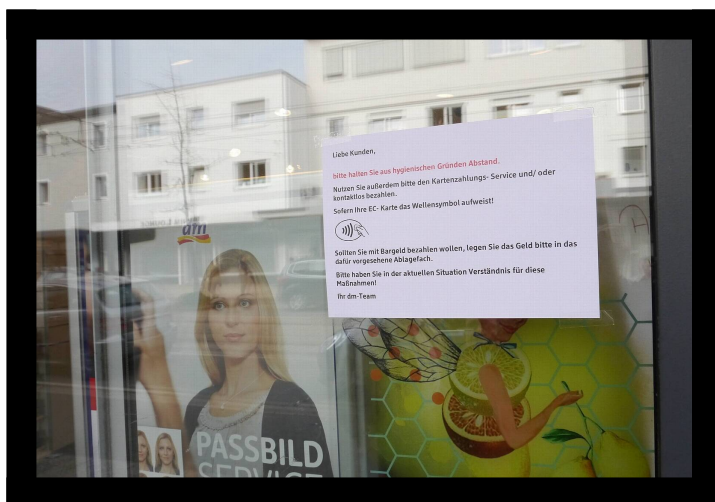 Liebe Kunden,
bitte halten Sie aus hygienischen Gründen Abstand.
Nutzen Sie außerdem bitte den Kartenzahlungs- Service und/ oder
kontaktlos bezahlen.
Sofern Ihre EC- Karte das Wellensymbol aufweist!
Sollten Sie mit Bargeld bezahlen wollen, legen Sie das Geld bitte in das
dafür vorgesehene Ablagefach.
Bitte haben Sie in der aktuellen Situation Verständnis für diese
Maßnahmen!
Ihr dm-Team
dm
PASSBILD
SERVICE